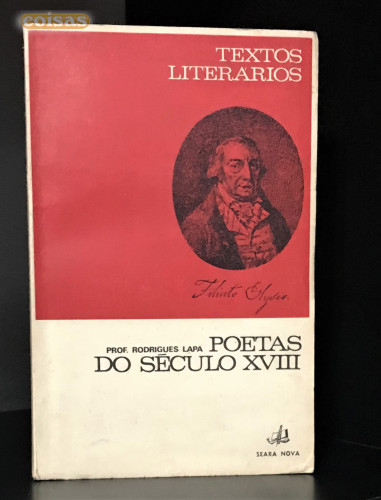 coisas
TEXTOS
LITERÁRIOS
Filinto Elysio.
PROF. RODRIGUES LAPA POETAS
DO SÉCULO XVIII
SEARA NOVA